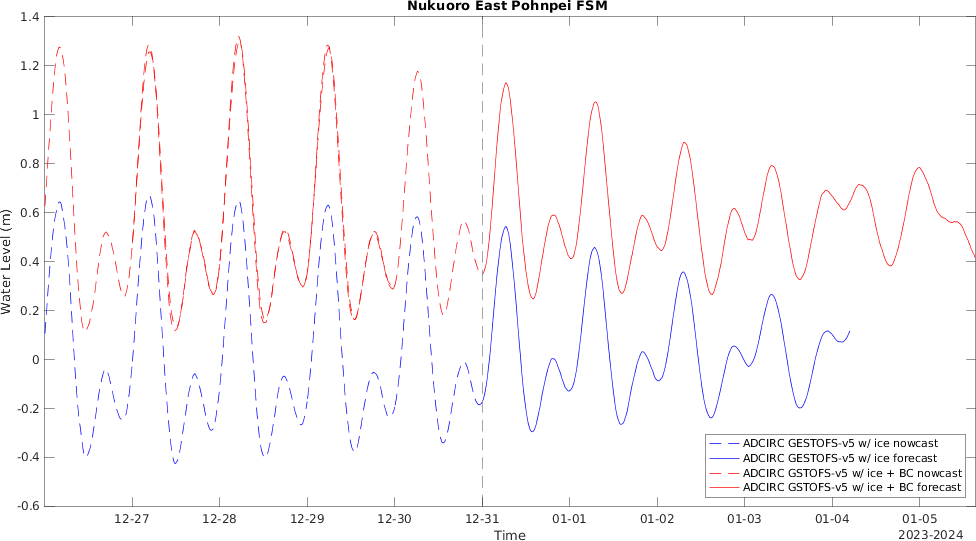 Nukuoro East Pohnpei FSM
1.4
1.2
1
0.8
0.6
0.4
0.2
0
-0.2
-0.4
-0.6
Water Level (m)
ADCIRC GESTOFS-v5 w/ ice nowcast
ADCIRC GESTOFS-v5 w/ ice forecast
ADCIRC GSTOFS-v5 w/ ice + BC nowcast
ADCIRC GSTOFS-v5 w/ ice + BC forecast
12-27 12-28 12-29 12-30 12-31 01-01 01-02 01-03 01-04 01-05
Time
2023-2024